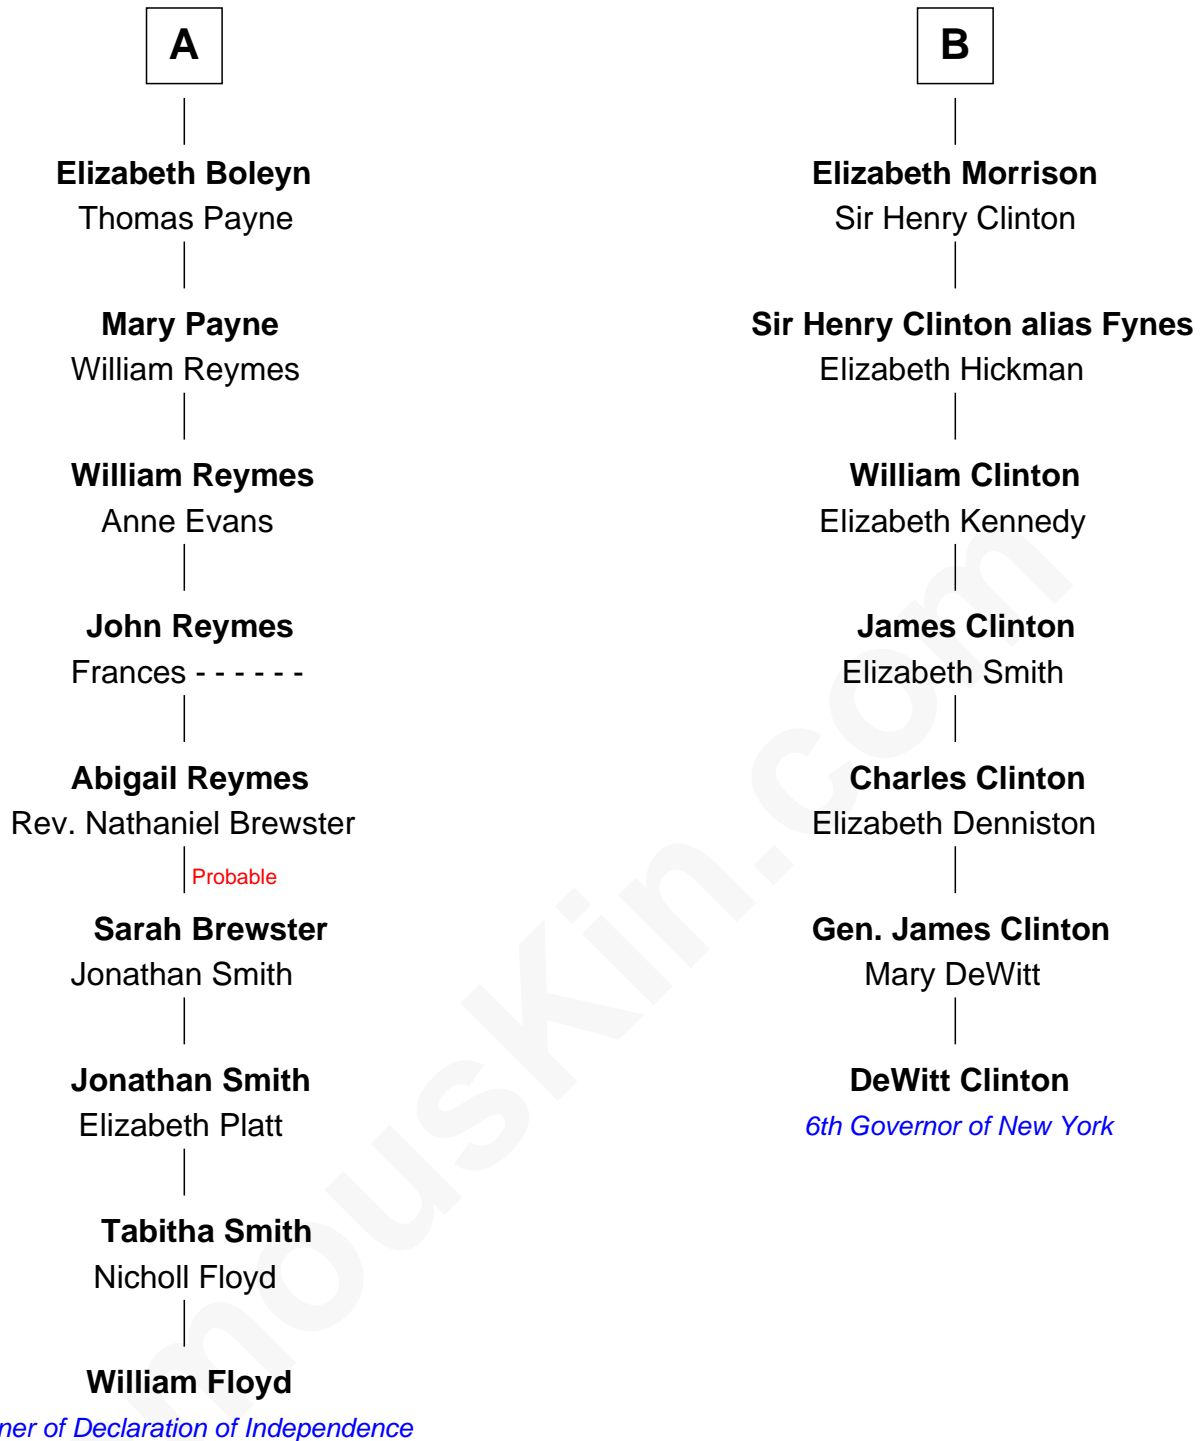 A
Elizabeth Boleyn
Thomas Payne
Mary Payne
William Reymes
William Reymes
Anne Evans
John Reymes
Frances - - - - - -
Abigail Reymes
Rev. Nathaniel Brewster
Probable
Sarah Brewster
Jonathan Smith
Jonathan Smith
Elizabeth Platt
Tabitha Smith
Nicholl Floyd
William Floyd
of Declaration of Independence
B
Elizabeth Morrison
Sir Henry Clinton
Sir Henry Clinton alias Fynes
Elizabeth Hickman
William Clinton
Elizabeth Kennedy
James Clinton
Elizabeth Smith
Charles Clinton
Elizabeth Denniston
Gen. James Clinton
Mary DeWitt
DeWitt Clinton
6th Governor of New York
mousKin.com